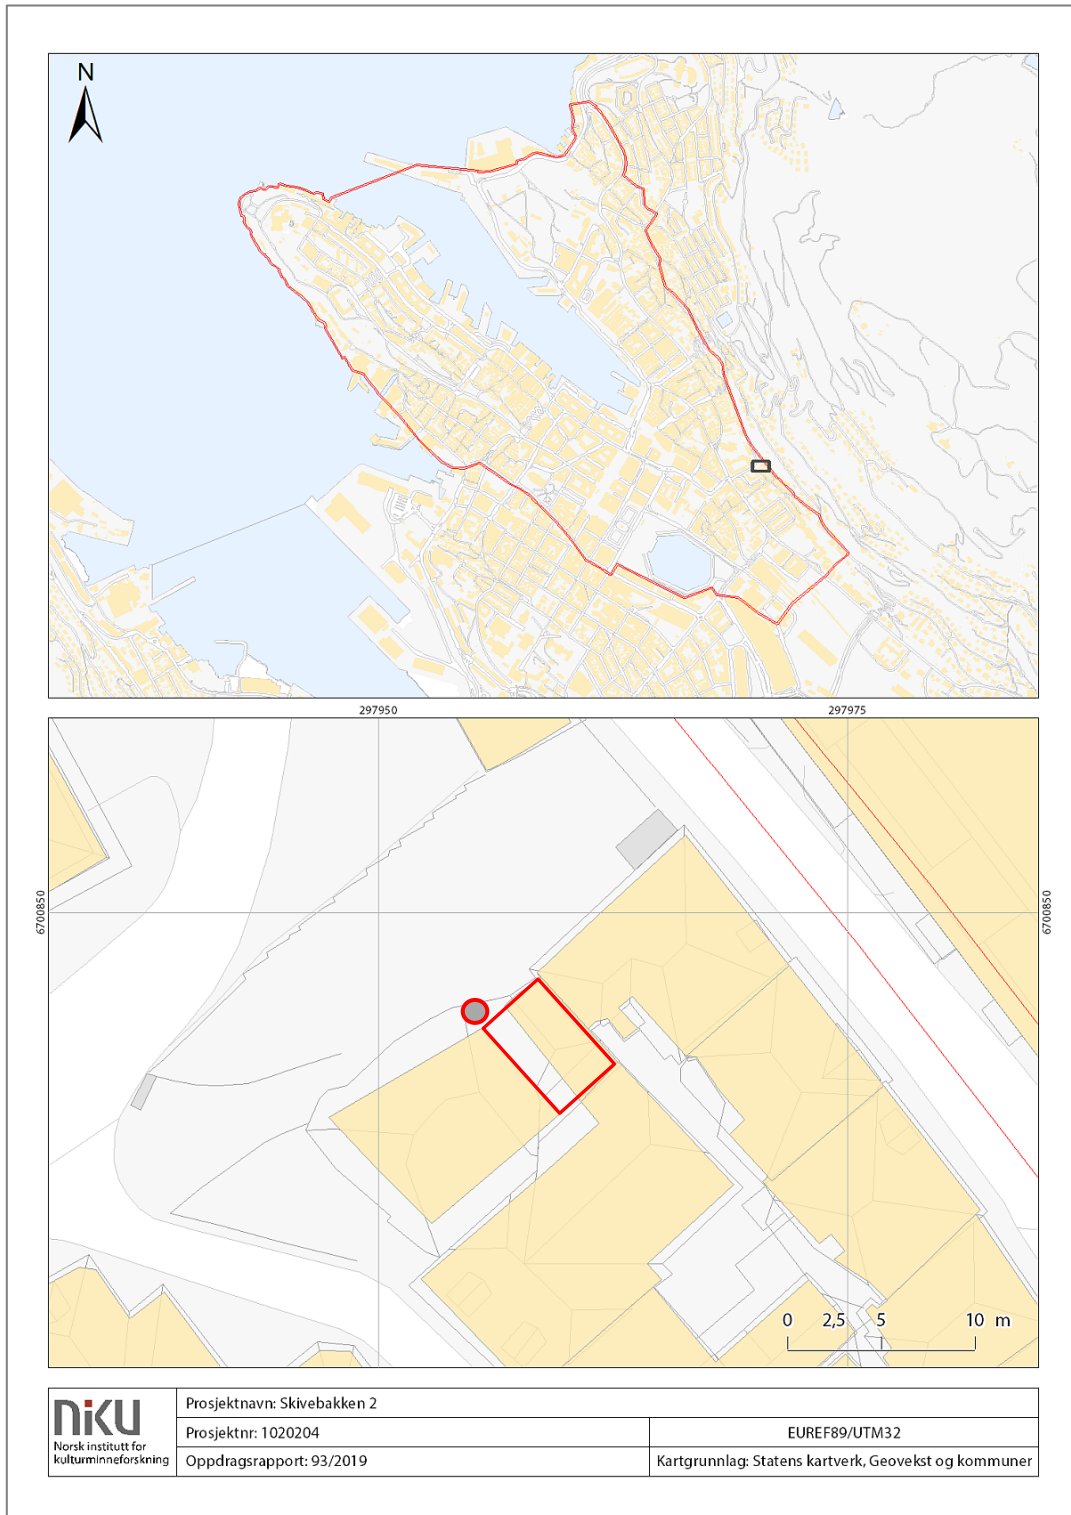 N
297950
297975
6700850
6700850
0 2,5 5 10 m
niku
Norsk institutt for
kulturminneforskning
Prosjektnavn: Skivebakken 2
Prosjektnr: 1020204
EUREF89/UTM32
Oppdragsrapport: 93/2019
Kartgrunnlag: Statens kartverk, Geovekst og kommuner